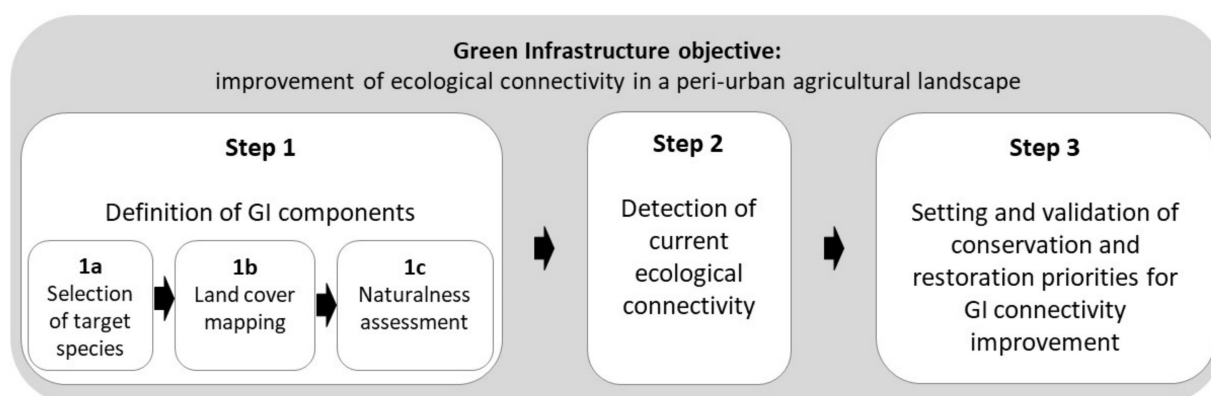 Green Infrastructure objective:
improvement of ecological connectivity in a peri-urban agricultural landscape
Step 1
Definition of GI components
1a
Selection
of target
species
1b
Land cover
mapping
1c
Naturalness
assessment
Step 2
Detection of
current
ecological
connectivity
Step 3
Setting and validation of
conservation and
restoration priorities for
GI connectivity
improvement